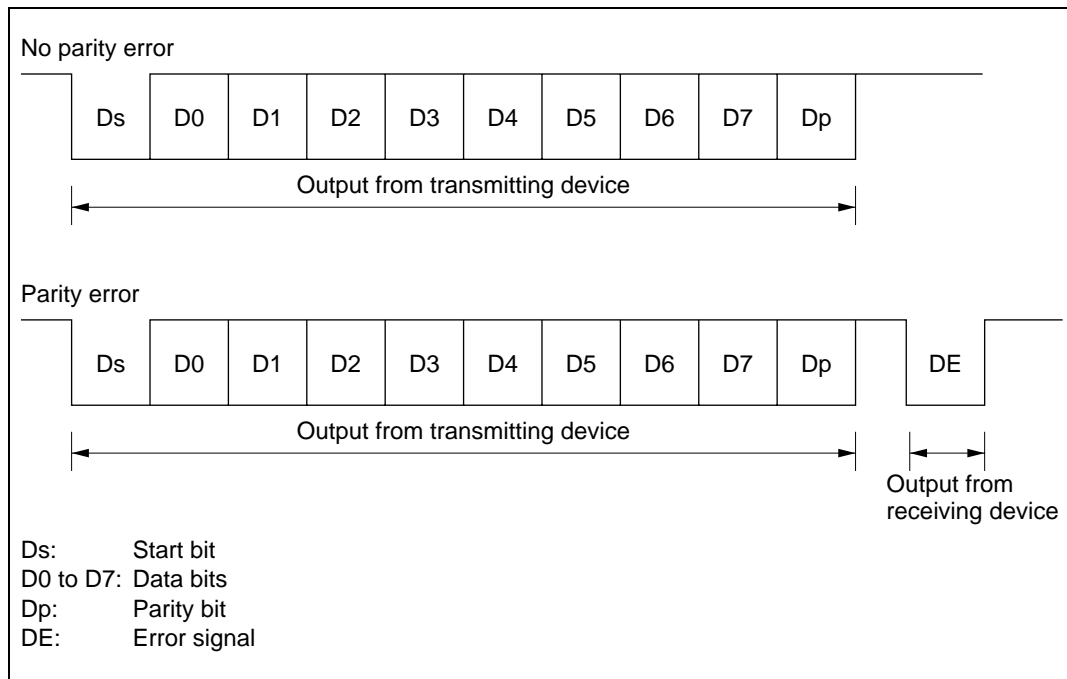 No parity error
Ds D0 D1 D2 D3 D4 D5 D6 D7 Dp
Output from transmitting device
Parity error
Ds D0 D1 D2 D3 D4 D5 D6 D7 Dp DE
Output from transmitting device
Output from
receiving device
Ds: Start bit
D0 to D7: Data bits
Dp: Parity bit
DE: Error signal